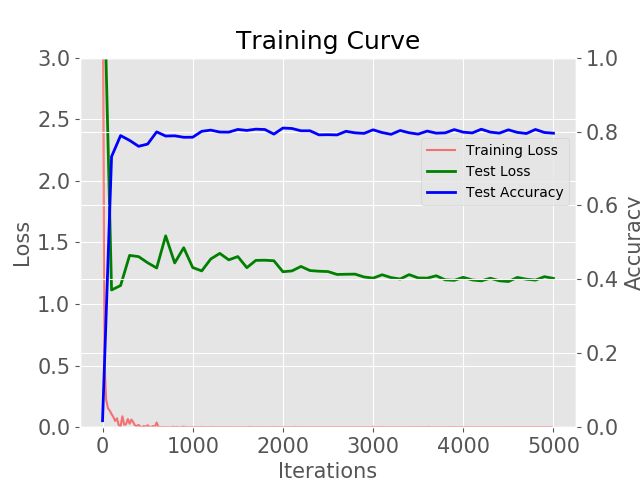 Training Curve
3.0
2.5
2.0
1.5
1.0
0.5
0.0
Loss
1.0
0.8
0.6
0.4
0.2
0.0
Accuracy
Training Loss
Test Loss
Test Accuracy
0
1000
2000
3000
4000
5000
Iterations